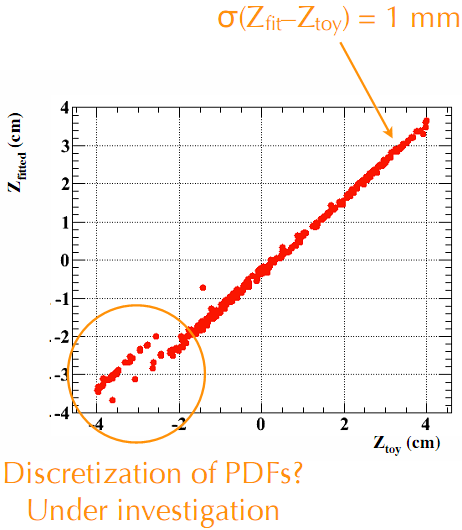 σ(Zfit–Ztoy) = 1 mm
Zfitted (cm)
4
3
2
1
0
-1
-2
-3
-4
-4 -2 0 2 4
Ztoy (cm)
Discretization of PDFs?
Under investigation